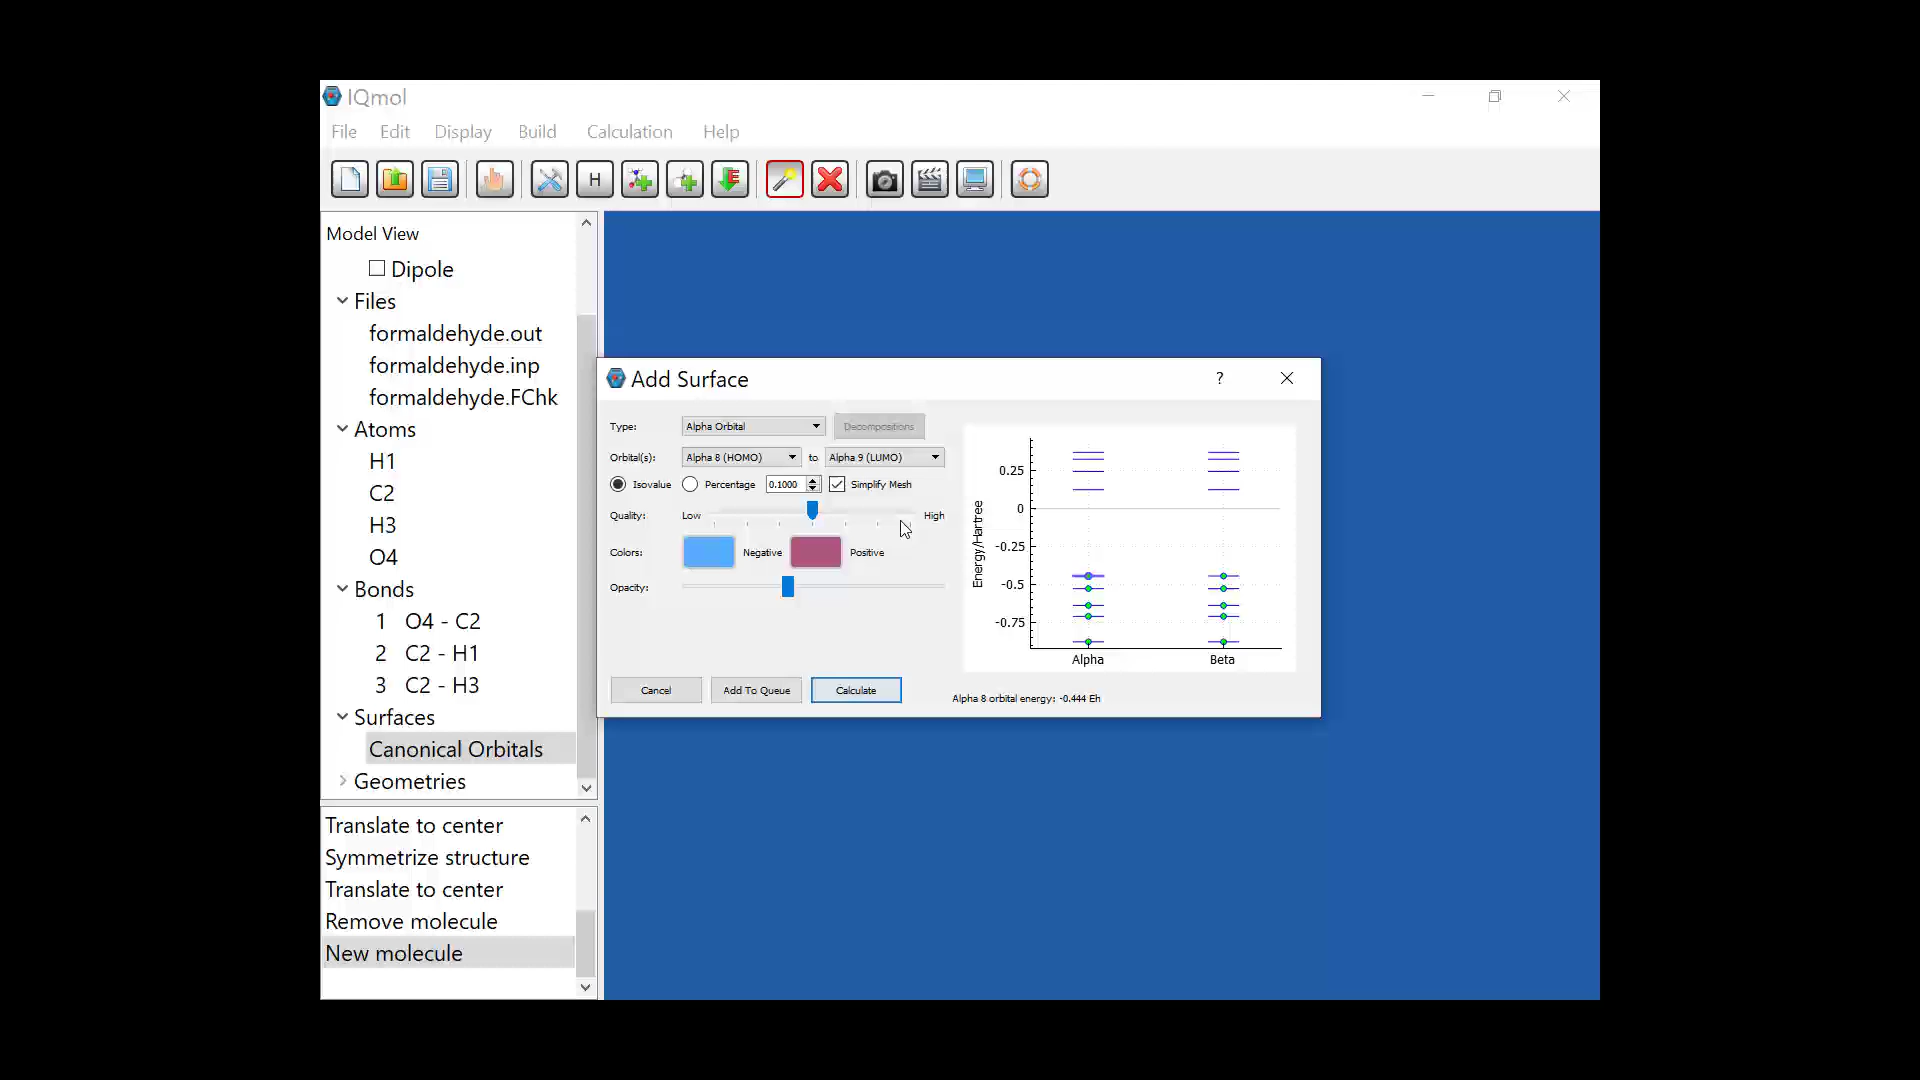 IQmol
File Edit Display Build Calculation Help
H
Model View
Dipole
Files
formaldehyde.out
formaldehyde.inp
formaldehyde.FChk
Atoms
H1
C2
H3
O4
Bonds
1 O4 - C2
2 C2 - H1
3 C2 - H3
Surfaces
Canonical Orbitals
Geometries
Translate to center
Symmetrize structure
Translate to center
Remove molecule
New molecule
Add Surface ?
Type: Alpha Orbital Decompositions
Orbital(s): Alpha 8 (HOMO) to Alpha 9 (LUMO)
Isovalue Percentage 0.1000 Simplify Mesh
Quality: Low High
Colors: Negative Positive
Opacity:
Cancel Add To Queue Calculate
Energy/Hartree
0.25
0
-0.25
-0.5
-0.75
Alpha Beta
Alpha 8 orbital energy: -0.444 Eh